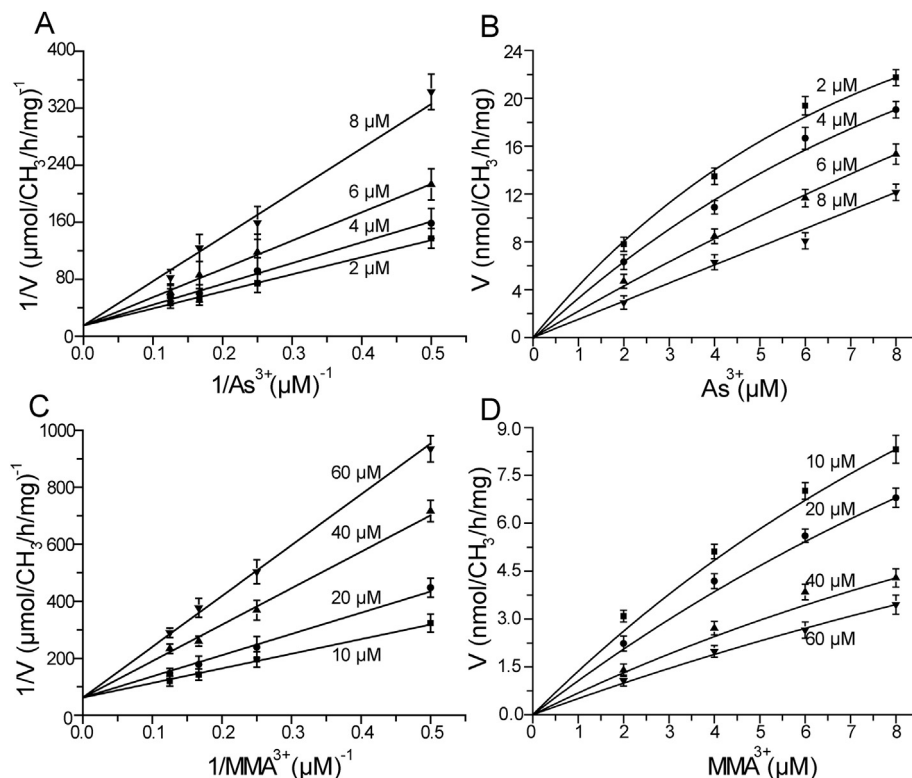 A
400
320
240
160
80
0
1/V (µmol/CH₃/h/mg)⁻¹
8 µM
6 µM
4 µM
2 µM
0.0 0.1 0.2 0.3 0.4 0.5
1/As³⁺(µM)⁻¹
B
24
20
16
12
8
4
0
V (nmol/CH₃/h/mg)
2 µM
4 µM
6 µM
8 µM
0 1 2 3 4 5 6 7 8
As³⁺(µM)
C
1000
800
600
400
200
0
1/V (µmol/CH₃/h/mg)⁻¹
60 µM
40 µM
20 µM
10 µM
0.0 0.1 0.2 0.3 0.4 0.5
1/MMA³⁺(µM)⁻¹
D
9.0
7.5
6.0
4.5
3.0
1.5
0.0
V (nmol/CH₃/h/mg)
10 µM
20 µM
40 µM
60 µM
0 1 2 3 4 5 6 7 8
MMA³⁺(µM)